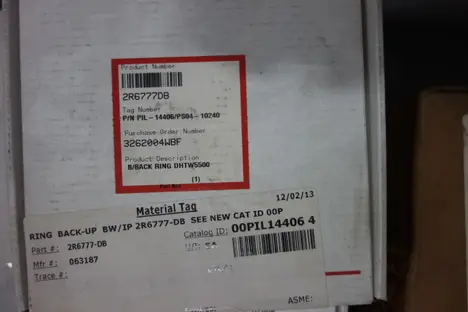 Product Number
2R6777DB
Tag Number
P/N PIL-14406/PS04-10240
Purchase Order Number
3262004WBF
Product Description
B/BACK RING DHTW5500
(1)
12/02/13
Material Tag
RING BACK-UP BW/IP 2R6777-DB SEE NEW CAT ID 00P
Part #: 2R6777-DB
Catalog ID: 00PIL14406 4
Mfr #: 063187
Trace #:
ASME: